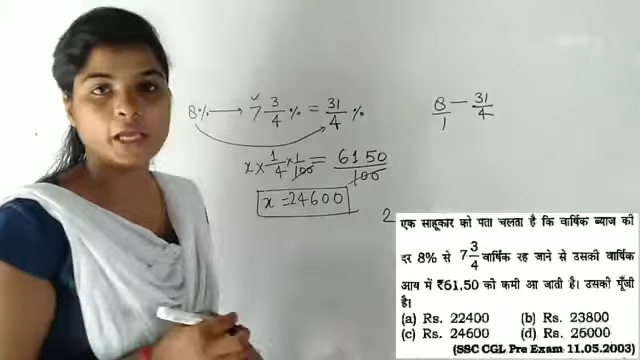 8% → 7 3/4 % = 31/4 %
8/1 – 31/4
x × 1/4 × 1/100 = 6150/100
x = 24600
2
एक साहूकार को पता चलता है कि वार्षिक ब्याज की
दर 8% से 7 3/4 वार्षिक रह जाने से उसकी वार्षिक
आय में ₹61.50 की कमी आ जाती है। उसकी पूँजी
है।
(a) Rs. 22400 (b) Rs. 23800
(c) Rs. 24600 (d) Rs. 26000
(SSC CGL Pre Exam 11.05.2003)